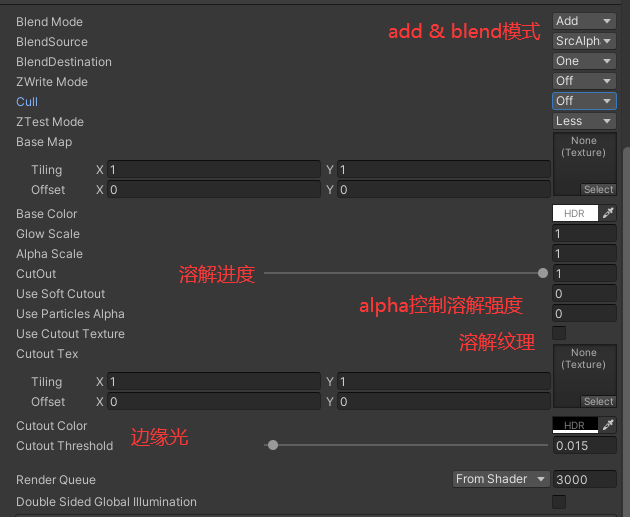 Blend Mode Add
add & blend模式
BlendSource SrcAlpha
BlendDestination One
ZWrite Mode Off
Cull Off
ZTest Mode Less
Base Map None
(Texture)
Tiling X 1 Y 1
Offset X 0 Y 0 Select
Base Color HDR
Glow Scale 1
Alpha Scale 1
溶解进度
CutOut 1
Use Soft Cutout 0
alpha控制溶解强度
Use Particles Alpha 0
Use Cutout Texture
溶解纹理
Cutout Tex None
(Texture)
Tiling X 1 Y 1
Offset X 0 Y 0 Select
Cutout Color HDR
边缘光
Cutout Threshold 0.015
Render Queue From Shader 3000
Double Sided Global Illumination